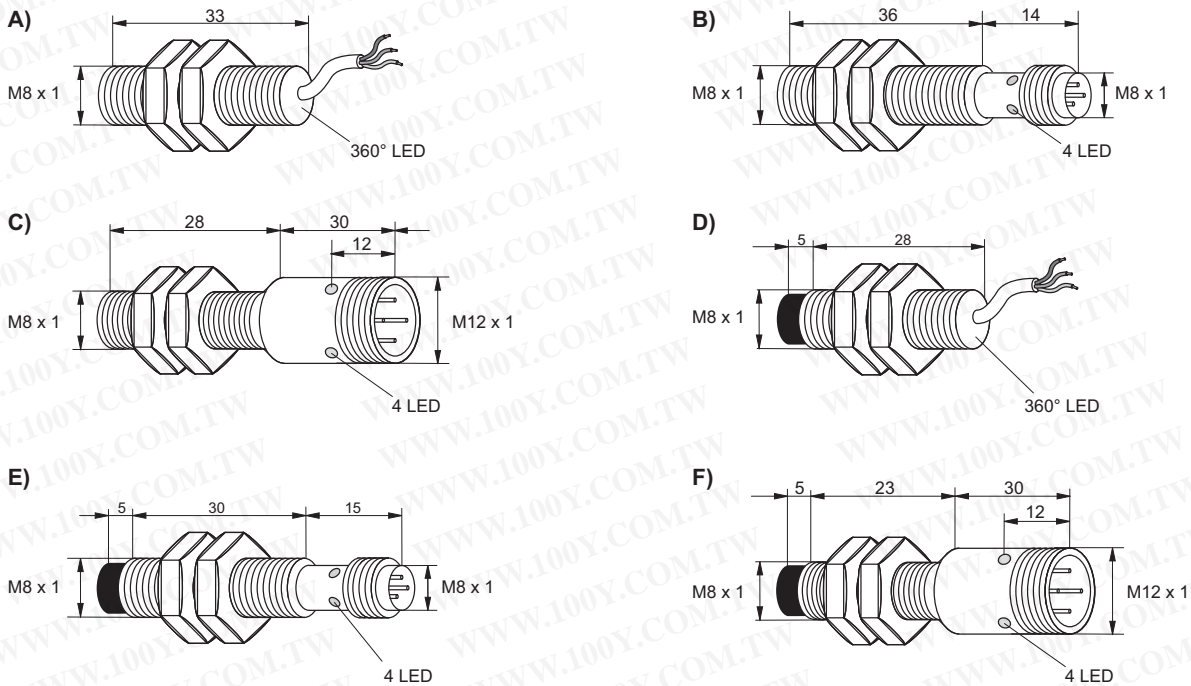 A)
33
M8 x 1
360° LED
B)
36
14
M8 x 1
M8 x 1
4 LED
C)
28
30
12
M8 x 1
M12 x 1
4 LED
D)
5
28
M8 x 1
360° LED
E)
5
30
15
M8 x 1
M8 x 1
4 LED
F)
5
23
30
12
M8 x 1
M12 x 1
4 LED
WWW.100Y.COM.TW